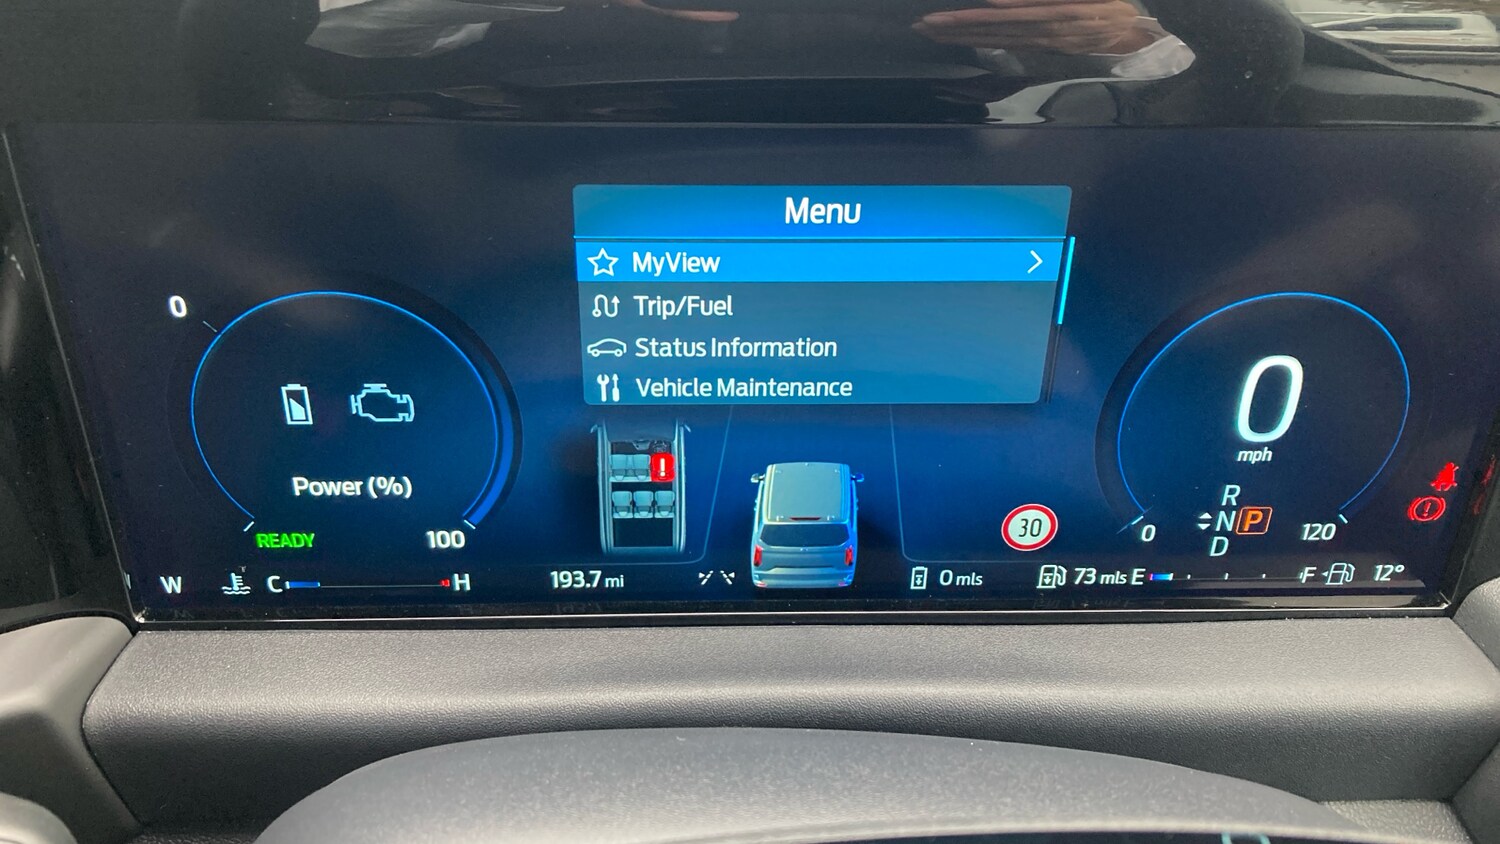 Menu
MyView
Trip/Fuel
Status Information
Vehicle Maintenance
0
Power (%)
READY
100
W
C
H
193.7 mi
30
0
mph
R
N P
D
0
120
0 mls
73 mls E
F
12°